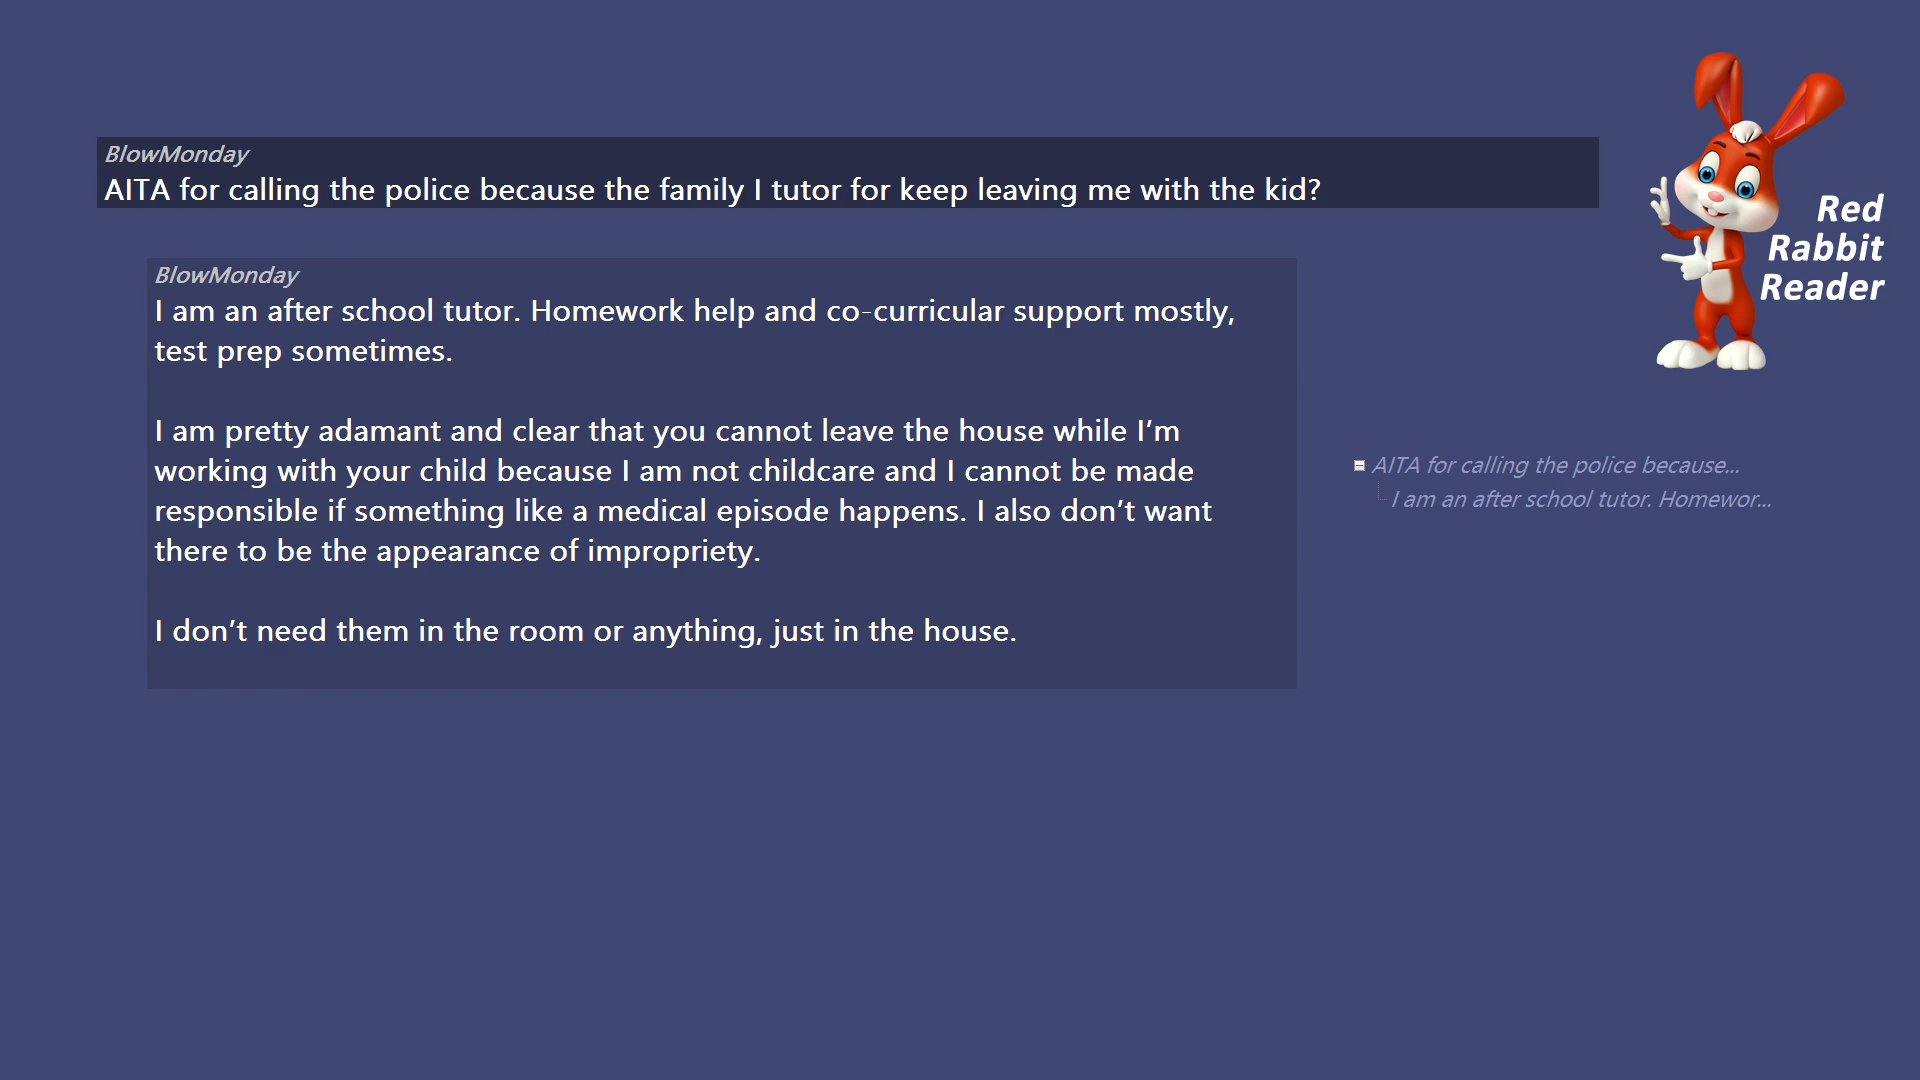 BlowMonday
AITA for calling the police because the family I tutor for keep leaving me with the kid?
BlowMonday
I am an after school tutor. Homework help and co-curricular support mostly,
test prep sometimes.
I am pretty adamant and clear that you cannot leave the house while I’m
working with your child because I am not childcare and I cannot be made
responsible if something like a medical episode happens. I also don’t want
there to be the appearance of impropriety.
I don’t need them in the room or anything, just in the house.
Red
Rabbit
Reader
AITA for calling the police because...
I am an after school tutor. Homewor...